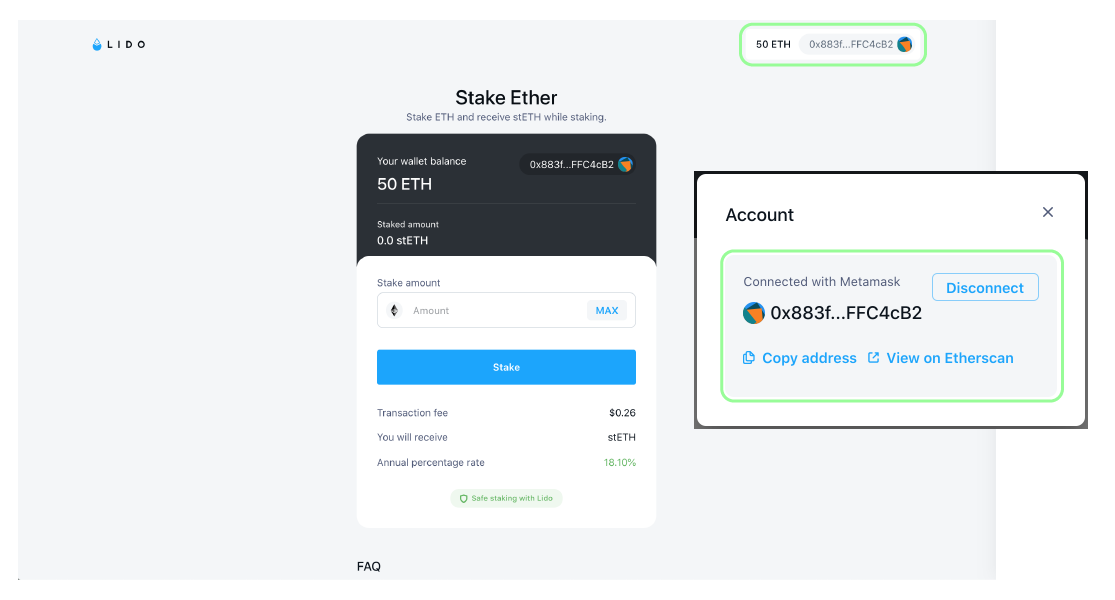 LIDO
50 ETH 0x883f...FFC4cB2
Stake Ether
Stake ETH and receive stETH while staking.
Your wallet balance 0x883f...FFC4cB2
50 ETH
Staked amount
0.0 stETH
Stake amount
Amount MAX
Stake
Transaction fee $0.26
You will receive stETH
Annual percentage rate 18.10%
Safe staking with Lido
FAQ
Account
Connected with Metamask Disconnect
0x883f...FFC4cB2
Copy address View on Etherscan